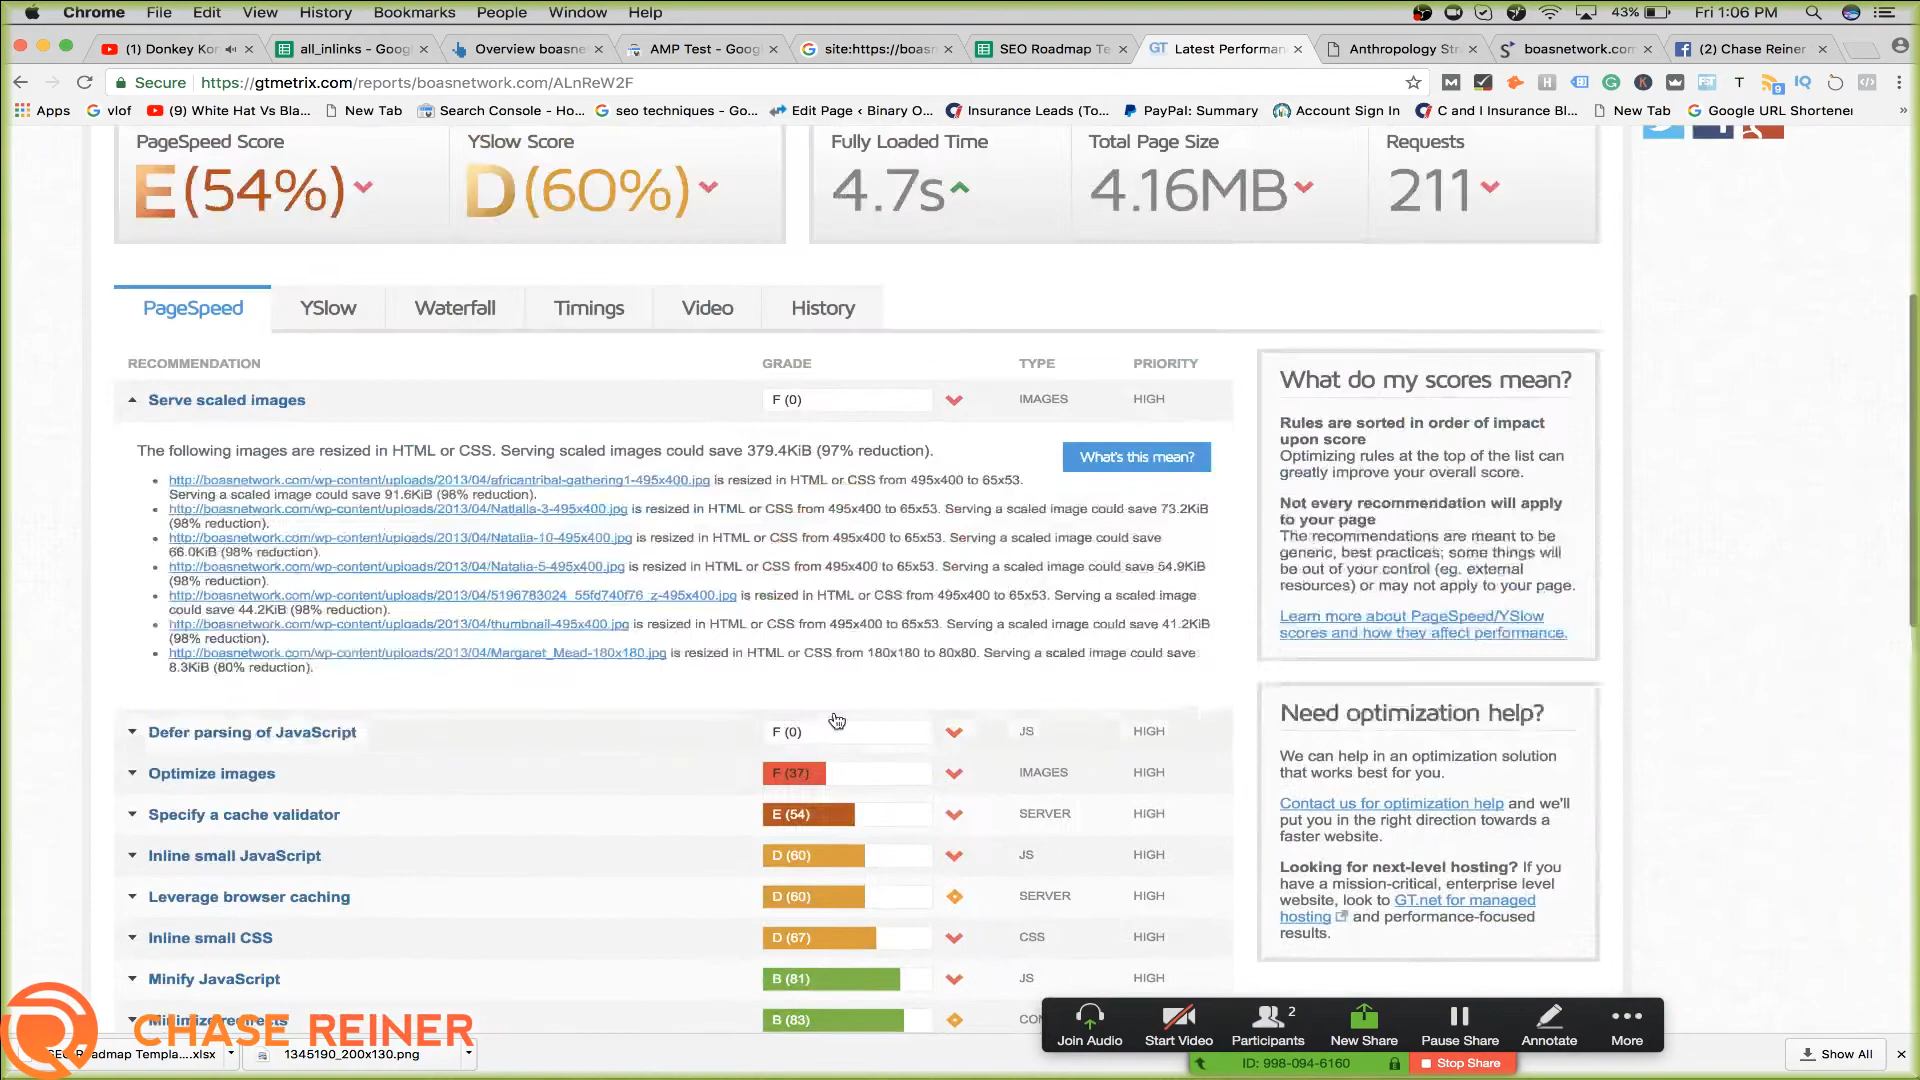 Chrome File Edit View History Bookmarks People Window Help 43% Fri 1:06 PM
(1) Donkey Kon all_inlinks - Goog Overview boasne AMP Test - Goog site:https://boasn SEO Roadmap Te GT Latest Performan Anthropology Str boasnetwork.com (2) Chase Reiner
Secure https://gtmetrix.com/reports/boasnetwork.com/ALnReW2F
Apps vlof (9) White Hat Vs Bla... New Tab Search Console - Ho... seo techniques - Go... Edit Page ‹ Binary O... Insurance Leads (To... PayPal: Summary Account Sign In C and I Insurance Bl... New Tab Google URL Shortener »
PageSpeed Score YSlow Score Fully Loaded Time Total Page Size Requests
E(54%) D(60%) 4.7s 4.16MB 211
PageSpeed YSlow Waterfall Timings Video History
RECOMMENDATION GRADE TYPE PRIORITY
Serve scaled images F (0) IMAGES HIGH
The following images are resized in HTML or CSS. Serving scaled images could save 379.4KiB (97% reduction).
What's this mean?
http://boasnetwork.com/wp-content/uploads/2013/04/africantribal-gathering1-495x400.jpg is resized in HTML or CSS from 495x400 to 65x53.
Serving a scaled image could save 91.6KiB (98% reduction).
http://boasnetwork.com/wp-content/uploads/2013/04/Natlalia-3-495x400.jpg is resized in HTML or CSS from 495x400 to 65x53. Serving a scaled image could save 73.2KiB
(98% reduction).
http://boasnetwork.com/wp-content/uploads/2013/04/Natalia-10-495x400.jpg is resized in HTML or CSS from 495x400 to 65x53. Serving a scaled image could save
66.0KiB (98% reduction).
http://boasnetwork.com/wp-content/uploads/2013/04/Natalia-5-495x400.jpg is resized in HTML or CSS from 495x400 to 65x53. Serving a scaled image could save 54.9KiB
(98% reduction).
http://boasnetwork.com/wp-content/uploads/2013/04/5196783024_55fd740f76_z-495x400.jpg is resized in HTML or CSS from 495x400 to 65x53. Serving a scaled image
could save 44.2KiB (98% reduction).
http://boasnetwork.com/wp-content/uploads/2013/04/thumbnail-495x400.jpg is resized in HTML or CSS from 495x400 to 65x53. Serving a scaled image could save 41.2KiB
(98% reduction).
http://boasnetwork.com/wp-content/uploads/2013/04/Margaret_Mead-180x180.jpg is resized in HTML or CSS from 180x180 to 80x80. Serving a scaled image could save
8.3KiB (80% reduction).
Defer parsing of JavaScript F (0) JS HIGH
Optimize images F (37) IMAGES HIGH
Specify a cache validator E (54) SERVER HIGH
Inline small JavaScript D (60) JS HIGH
Leverage browser caching D (60) SERVER HIGH
Inline small CSS D (67) CSS HIGH
Minify JavaScript B (81) JS HIGH
Minimize redirects B (83)
What do my scores mean?
Rules are sorted in order of impact
upon score
Optimizing rules at the top of the list can
greatly improve your overall score.
Not every recommendation will apply
to your page
The recommendations are meant to be
generic, best practices; some things will
be out of your control (eg. external
resources) or may not apply to your page.
Learn more about PageSpeed/YSlow
scores and how they affect performance.
Need optimization help?
We can help in an optimization solution
that works best for you.
Contact us for optimization help and we'll
put you in the right direction towards a
faster website.
Looking for next-level hosting? If you
have a mission-critical, enterprise level
website, look to GT.net for managed
hosting and performance-focused
results.
CHASE REINER
Join Audio Start Video Participants 2 New Share Pause Share Annotate More
ID: 998-094-6160 Stop Share
SEO Roadmap Templa....xlsx 1345190_200x130.png Show All